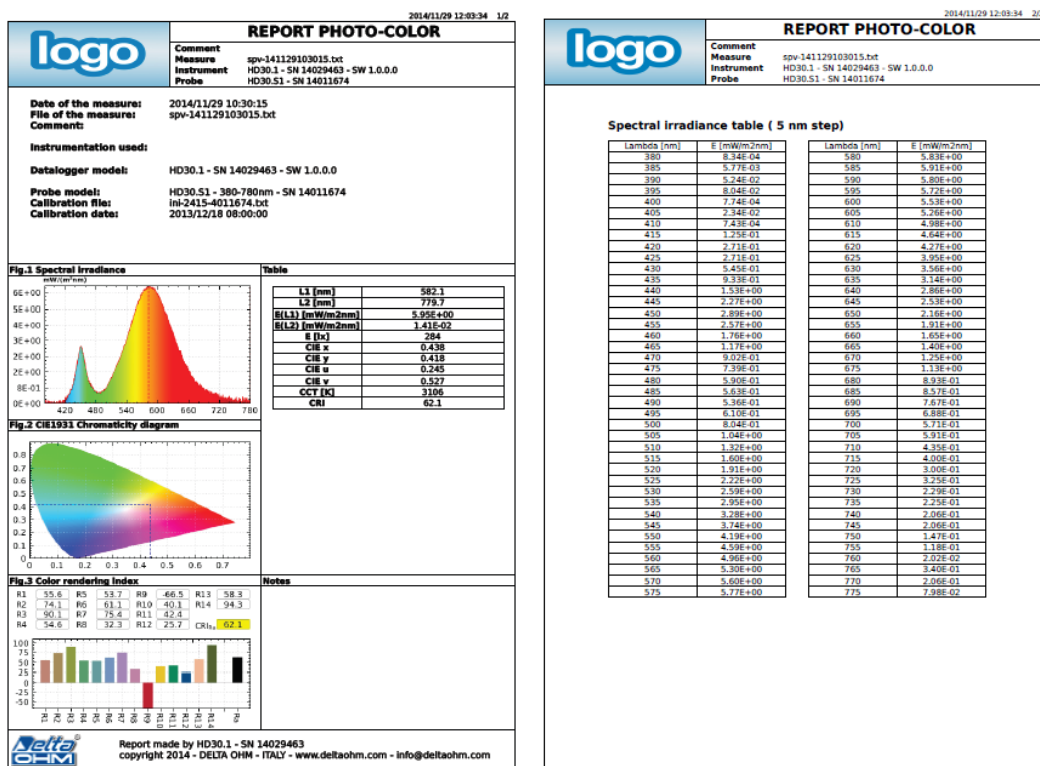 2014/11/29 12:03:34 1/2
logo
REPORT PHOTO-COLOR
Comment
Measure spv-141129103015.txt
Instrument HD30.1 - SN 14029463 - SW 1.0.0.0
Probe HD30.S1 - SN 14011674
Date of the measure: 2014/11/29 10:30:15
File of the measure: spv-141129103015.txt
Comment:
Instrumentation used:
Datalogger model: HD30.1 - SN 14029463 - SW 1.0.0.0
Probe model: HD30.S1 - 380-780nm - SN 14011674
Calibration file: ini-2415-4011674.txt
Calibration date: 2013/12/18 08:00:00
Fig.1 Spectral irradiance
mW/(m²nm)
6E+00
5E+00
4E+00
3E+00
2E+00
8E-01
0E+00
420 480 540 600 660 720 780
Table
L1 [nm] 582.1
L2 [nm] 779.7
E(L1) [mW/m2nm] 5.95E+00
E(L2) [mW/m2nm] 1.41E-02
E [lx] 284
CIE x 0.438
CIE y 0.418
CIE u 0.245
CIE v 0.527
CCT [K] 3106
CRI 62.1
Fig.2 CIE1931 Chromaticity diagram
0.8
0.7
0.6
0.5
0.4
0.3
0.2
0.1
0
0 0.1 0.2 0.3 0.4 0.5 0.6 0.7
Fig.3 Color rendering index
R1 55.6 R5 53.7 R9 -66.5 R13 58.3
R2 74.1 R6 61.1 R10 40.1 R14 94.3
R3 90.1 R7 75.4 R11 42.4
R4 54.6 R8 32.3 R12 25.7 CRI 62.1
100
75
50
25
0
-25
-50
R1 R2 R3 R4 R5 R6 R7 R8 R9 R10 R11 R12 R13 R14 Ra
Notes
Delta OHM
Report made by HD30.1 - SN 14029463
copyright 2014 - DELTA OHM - ITALY - www.deltaohm.com - info@deltaohm.com
2014/11/29 12:03:34
logo
REPORT PHOTO-COLOR
Comment
Measure spv-141129103015.txt
Instrument HD30.1 - SN 14029463 - SW 1.0.0.0
Probe HD30.S1 - SN 14011674
Spectral irradiance table ( 5 nm step)
Lambda [nm] E [mW/m2nm]
380 8.34E-04
385 5.77E-03
390 5.24E-02
395 8.04E-02
400 7.74E-04
405 2.34E-02
410 7.43E-04
415 1.25E-01
420 2.71E-01
425 2.71E-01
430 5.45E-01
435 9.33E-01
440 1.53E+00
445 2.27E+00
450 2.89E+00
455 2.57E+00
460 1.76E+00
465 1.17E+00
470 9.02E-01
475 7.39E-01
480 5.90E-01
485 5.63E-01
490 5.36E-01
495 6.10E-01
500 8.04E-01
505 1.04E+00
510 1.32E+00
515 1.60E+00
520 1.91E+00
525 2.22E+00
530 2.59E+00
535 2.95E+00
540 3.28E+00
545 3.74E+00
550 4.19E+00
555 4.59E+00
560 4.96E+00
565 5.30E+00
570 5.60E+00
575 5.77E+00
Lambda [nm] E [mW/m2nm]
580 5.83E+00
585 5.91E+00
590 5.80E+00
595 5.72E+00
600 5.53E+00
605 5.26E+00
610 4.98E+00
615 4.64E+00
620 4.27E+00
625 3.95E+00
630 3.56E+00
635 3.14E+00
640 2.86E+00
645 2.53E+00
650 2.16E+00
655 1.91E+00
660 1.65E+00
665 1.40E+00
670 1.25E+00
675 1.13E+00
680 8.93E-01
685 8.57E-01
690 7.67E-01
695 6.88E-01
700 5.71E-01
705 5.91E-01
710 4.35E-01
715 4.00E-01
720 3.00E-01
725 3.25E-01
730 2.29E-01
735 2.25E-01
740 2.06E-01
745 2.06E-01
750 1.47E-01
755 1.18E-01
760 2.02E-02
765 3.40E-01
770 2.06E-01
775 7.98E-02